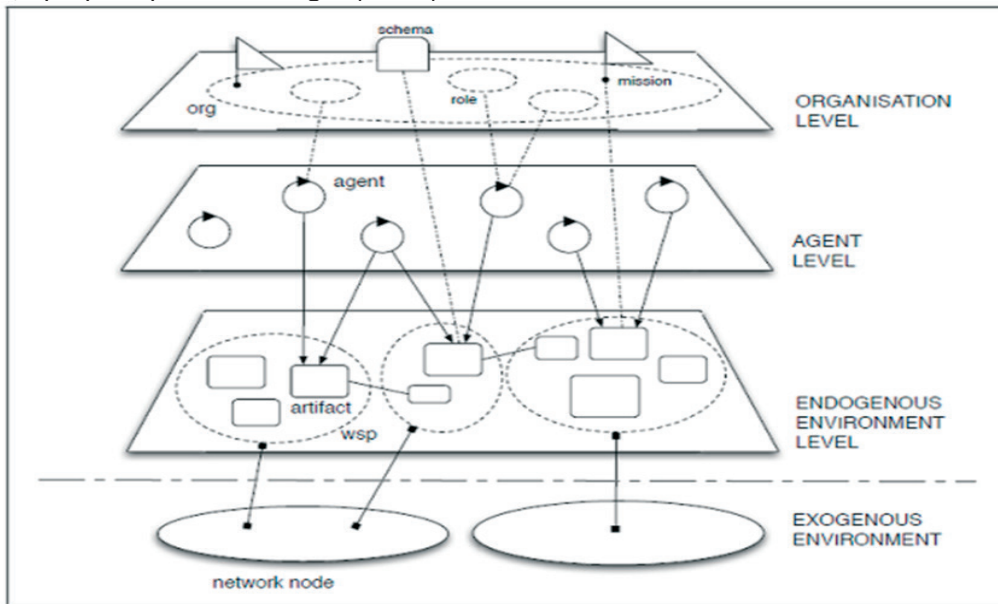 schema
org
role
mission
ORGANISATION
LEVEL
agent
AGENT
LEVEL
artifact
wsp
ENDOGENOUS
ENVIRONMENT
LEVEL
EXOGENOUS
ENVIRONMENT
network node